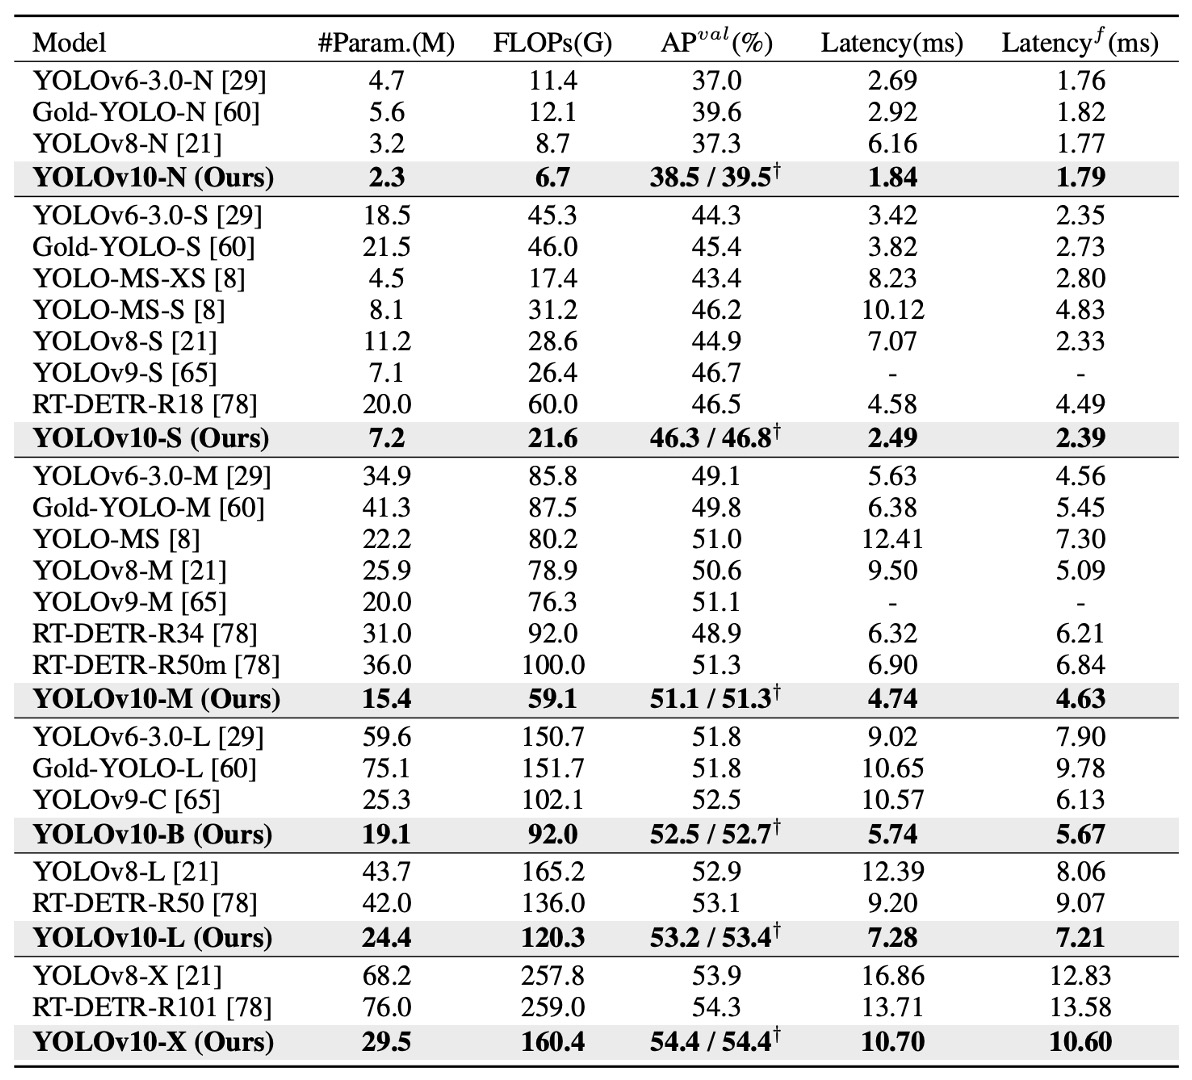 Model #Param.(M) FLOPs(G) AP^val(%) Latency(ms) Latency^f(ms)
YOLOv6-3.0-N [29] 4.7 11.4 37.0 2.69 1.76
Gold-YOLO-N [60] 5.6 12.1 39.6 2.92 1.82
YOLOv8-N [21] 3.2 8.7 37.3 6.16 1.77
YOLOv10-N (Ours) 2.3 6.7 38.5 / 39.5† 1.84 1.79
YOLOv6-3.0-S [29] 18.5 45.3 44.3 3.42 2.35
Gold-YOLO-S [60] 21.5 46.0 45.4 3.82 2.73
YOLO-MS-XS [8] 4.5 17.4 43.4 8.23 2.80
YOLO-MS-S [8] 8.1 31.2 46.2 10.12 4.83
YOLOv8-S [21] 11.2 28.6 44.9 7.07 2.33
YOLOv9-S [65] 7.1 26.4 46.7 - -
RT-DETR-R18 [78] 20.0 60.0 46.5 4.58 4.49
YOLOv10-S (Ours) 7.2 21.6 46.3 / 46.8† 2.49 2.39
YOLOv6-3.0-M [29] 34.9 85.8 49.1 5.63 4.56
Gold-YOLO-M [60] 41.3 87.5 49.8 6.38 5.45
YOLO-MS [8] 22.2 80.2 51.0 12.41 7.30
YOLOv8-M [21] 25.9 78.9 50.6 9.50 5.09
YOLOv9-M [65] 20.0 76.3 51.1 - -
RT-DETR-R34 [78] 31.0 92.0 48.9 6.32 6.21
RT-DETR-R50m [78] 36.0 100.0 51.3 6.90 6.84
YOLOv10-M (Ours) 15.4 59.1 51.1 / 51.3† 4.74 4.63
YOLOv6-3.0-L [29] 59.6 150.7 51.8 9.02 7.90
Gold-YOLO-L [60] 75.1 151.7 51.8 10.65 9.78
YOLOv9-C [65] 25.3 102.1 52.5 10.57 6.13
YOLOv10-B (Ours) 19.1 92.0 52.5 / 52.7† 5.74 5.67
YOLOv8-L [21] 43.7 165.2 52.9 12.39 8.06
RT-DETR-R50 [78] 42.0 136.0 53.1 9.20 9.07
YOLOv10-L (Ours) 24.4 120.3 53.2 / 53.4† 7.28 7.21
YOLOv8-X [21] 68.2 257.8 53.9 16.86 12.83
RT-DETR-R101 [78] 76.0 259.0 54.3 13.71 13.58
YOLOv10-X (Ours) 29.5 160.4 54.4 / 54.4† 10.70 10.60